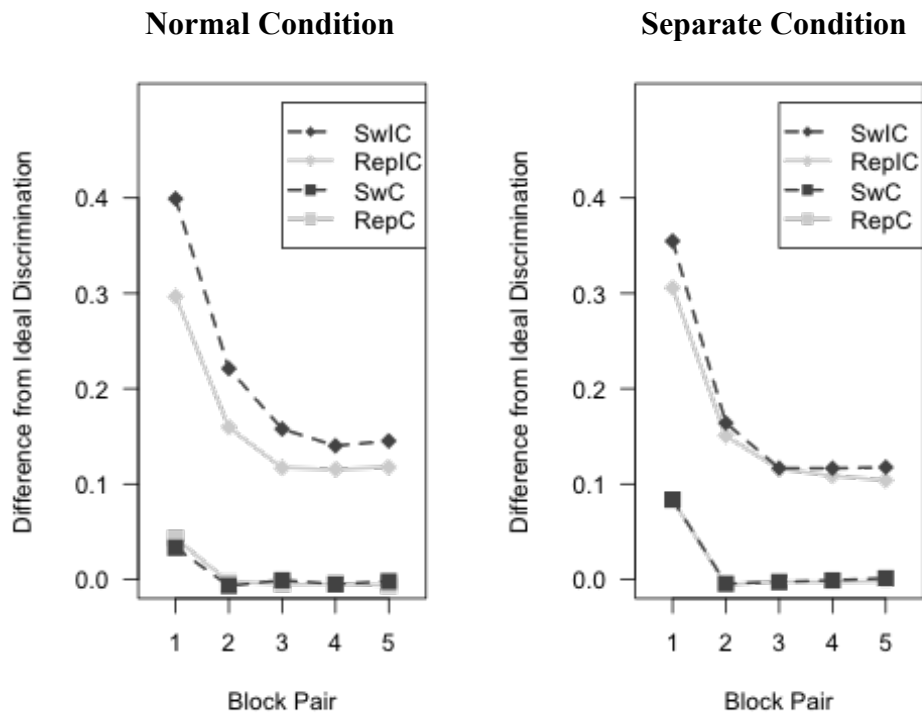 Normal Condition
Difference from Ideal Discrimination
0.4
0.3
0.2
0.1
0.0
SwIC
RepIC
SwC
RepC
1 2 3 4 5
Block Pair
Separate Condition
Difference from Ideal Discrimination
0.4
0.3
0.2
0.1
0.0
SwIC
RepIC
SwC
RepC
1 2 3 4 5
Block Pair